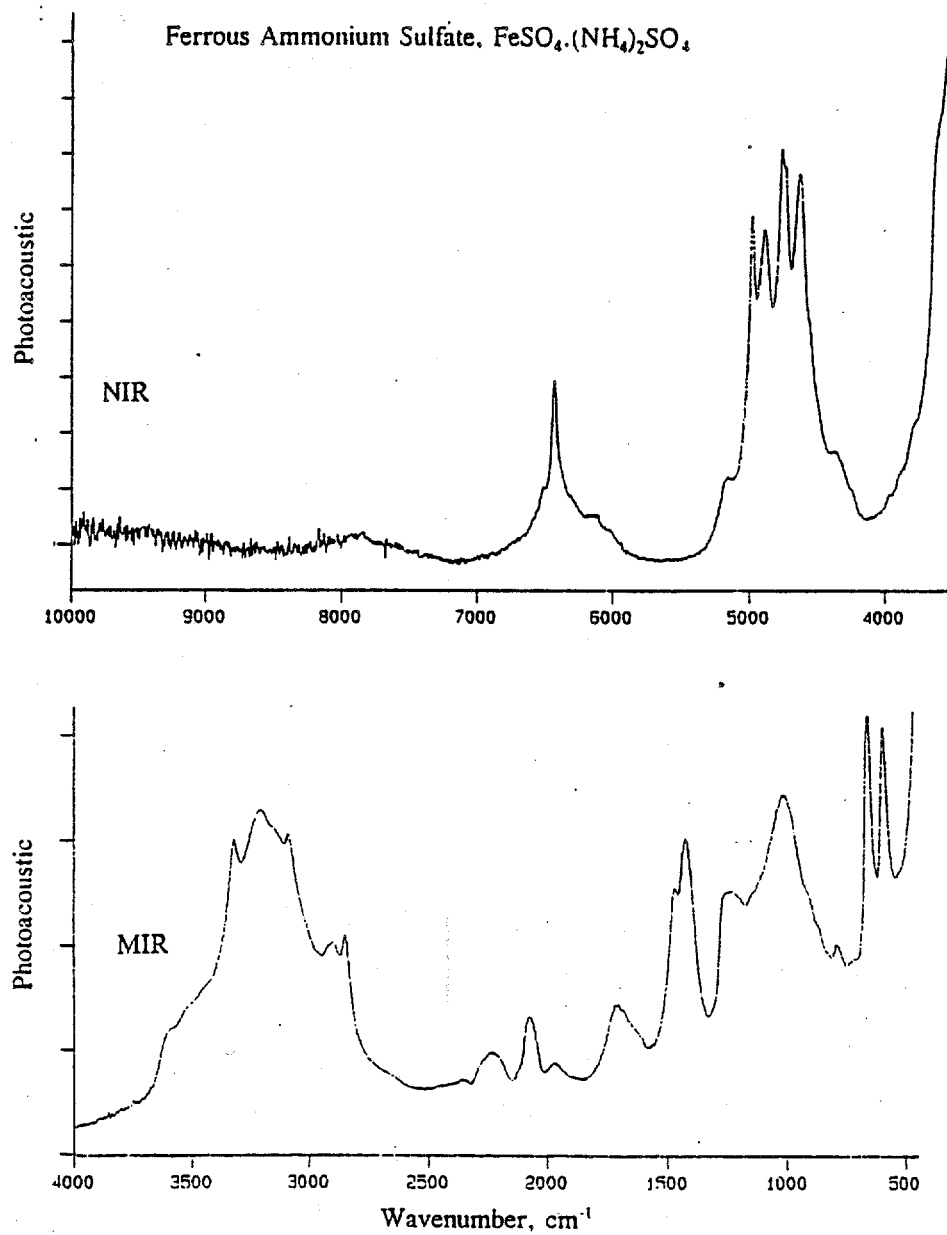 Ferrous Ammonium Sulfate, FeSO₄.(NH₄)₂SO₄
Photoacoustic
NIR
10000 9000 8000 7000 6000 5000 4000
Photoacoustic
MIR
4000 3500 3000 2500 2000 1500 1000 500
Wavenumber, cm⁻¹